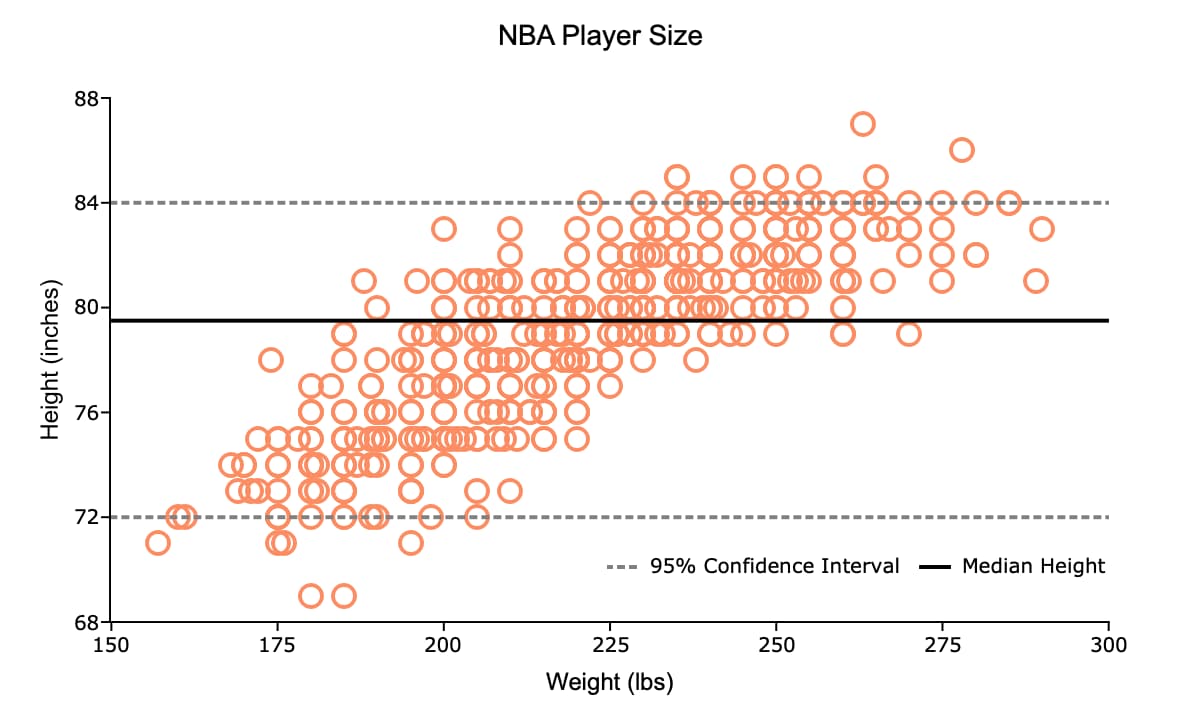 NBA Player Size
88
84
80
76
72
68
Height (inches)
150 175 200 225 250 275 300
Weight (lbs)
95% Confidence Interval Median Height